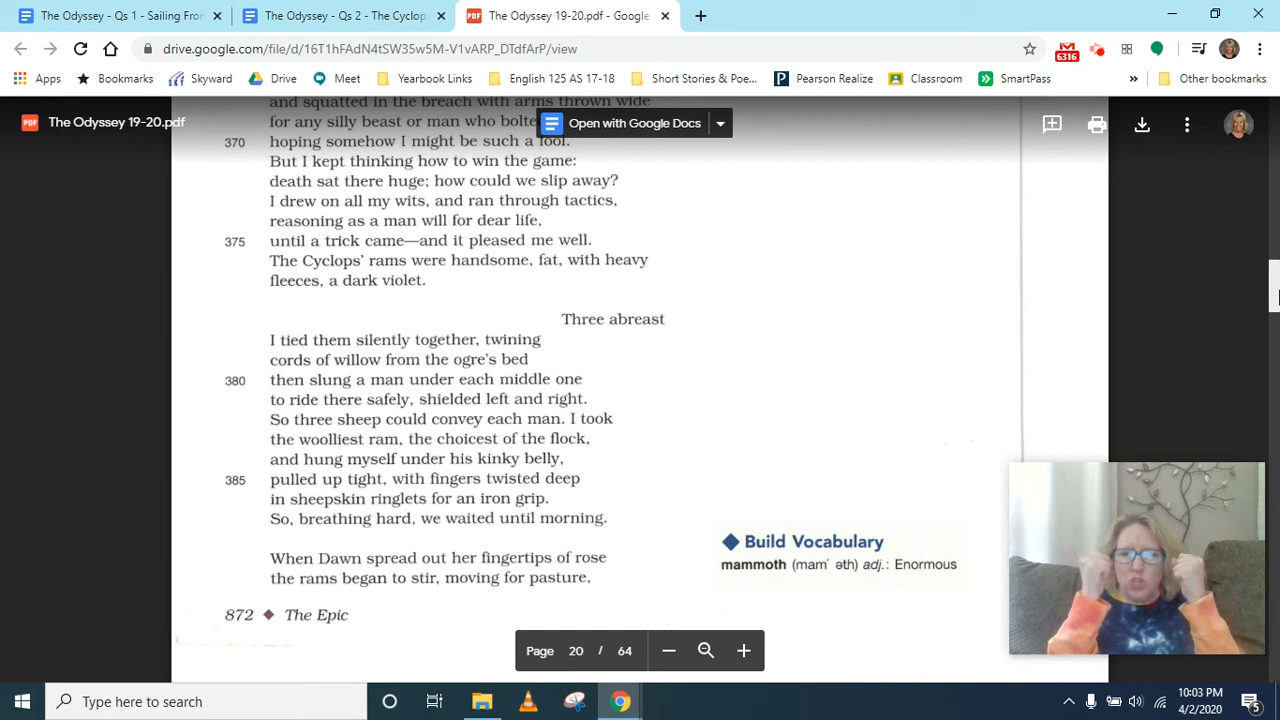 The Odyssey - Qs 1 - Sailing Fro
The Odyssey - Qs 2 - The Cyclops
The Odyssey 19-20.pdf - Google
drive.google.com/file/d/16T1hFAdN4tSW35w5M-V1vARP_DTdfArP/view
6316
Apps
Bookmarks
Skyward
Drive
Meet
Yearbook Links
English 125 AS 17-18
Short Stories & Poe...
Pearson Realize
Classroom
SmartPass
»
Other bookmarks
The Odyssey 19-20.pdf
Open with Google Docs
and squatted in the breach with arms thrown wide
for any silly beast or man who bolte
370 hoping somehow I might be such a fool.
But I kept thinking how to win the game:
death sat there huge; how could we slip away?
I drew on all my wits, and ran through tactics,
reasoning as a man will for dear life,
375 until a trick came—and it pleased me well.
The Cyclops' rams were handsome, fat, with heavy
fleeces, a dark violet.
Three abreast
I tied them silently together, twining
cords of willow from the ogre's bed
380 then slung a man under each middle one
to ride there safely, shielded left and right.
So three sheep could convey each man. I took
the woolliest ram, the choicest of the flock,
and hung myself under his kinky belly,
385 pulled up tight, with fingers twisted deep
in sheepskin ringlets for an iron grip.
So, breathing hard, we waited until morning.
When Dawn spread out her fingertips of rose
the rams began to stir, moving for pasture,
◆ Build Vocabulary
mammoth (mam´ əth) adj.: Enormous
872 ◆ The Epic
Page 20 / 64
Type here to search
10:03 PM
4/2/2020
5